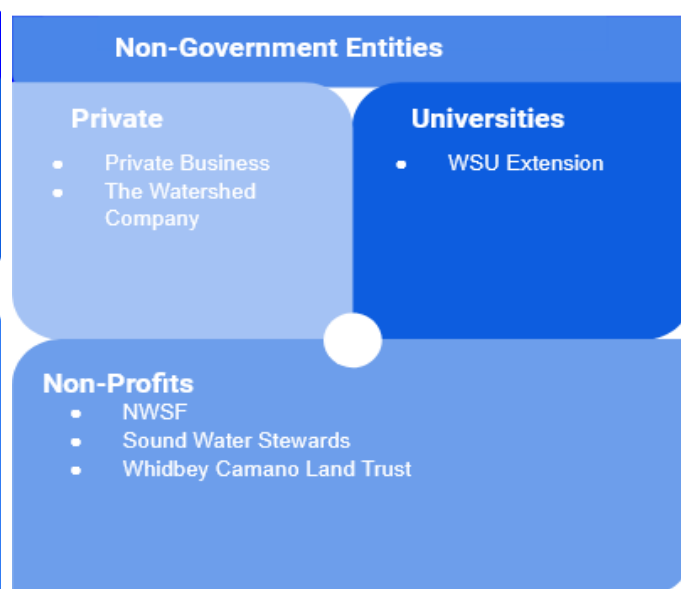 Non-Government Entities
Private
• Private Business
• The Watershed
Company
Universities
• WSU Extension
Non-Profits
• NWSF
• Sound Water Stewards
• Whidbey Camano Land Trust